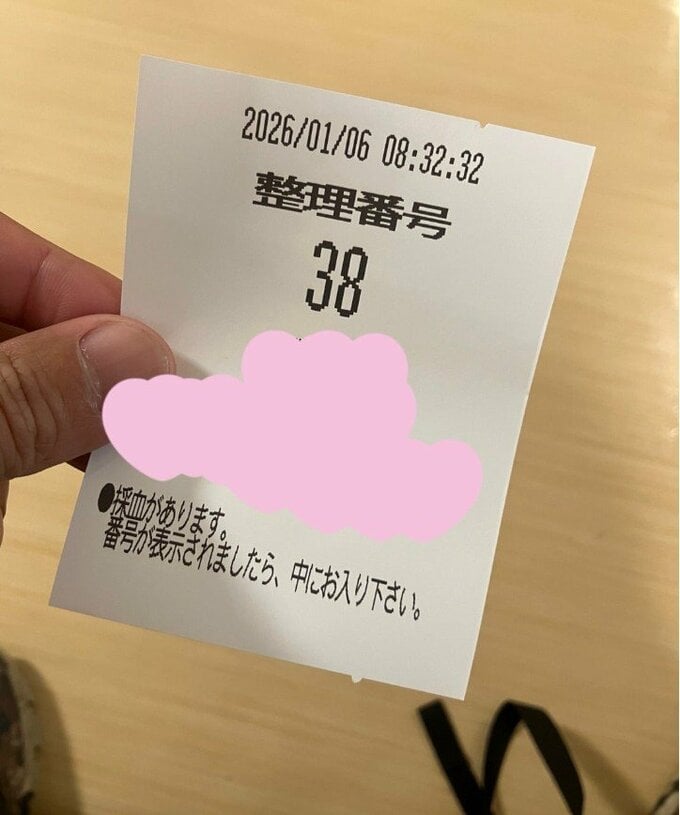 2026/01/06 08:32:32
整理番号
38
●採血があります。
番号が表示されましたら、中にお入り下さい。